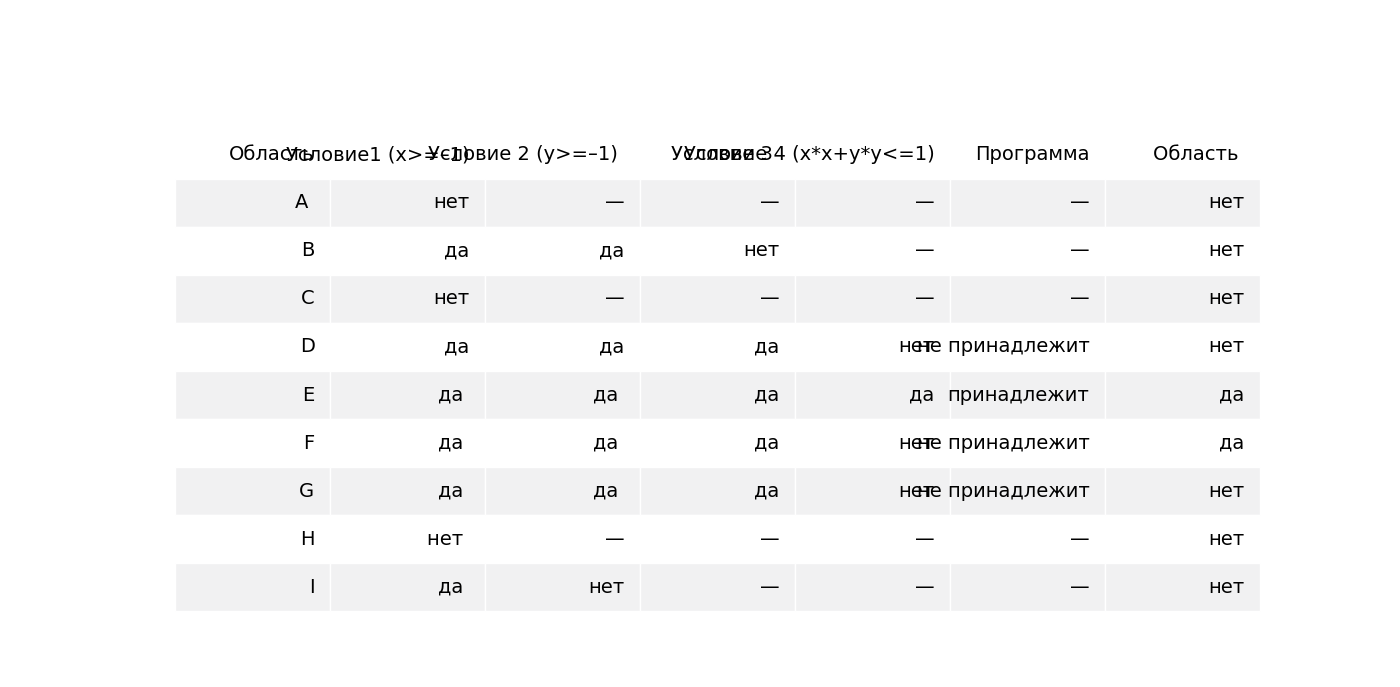 Область Условие1 (x>=–1) Условие 2 (y>=–1) Условие 3 Условие 4 (x*x+y*y<=1) Программа Область
A нет — — — — нет
B да да нет — — нет
C нет — — — — нет
D да да да нет не принадлежит нет
E да да да да принадлежит да
F да да да нет не принадлежит да
G да да да нет не принадлежит нет
H нет — — — — нет
I да нет — — — нет